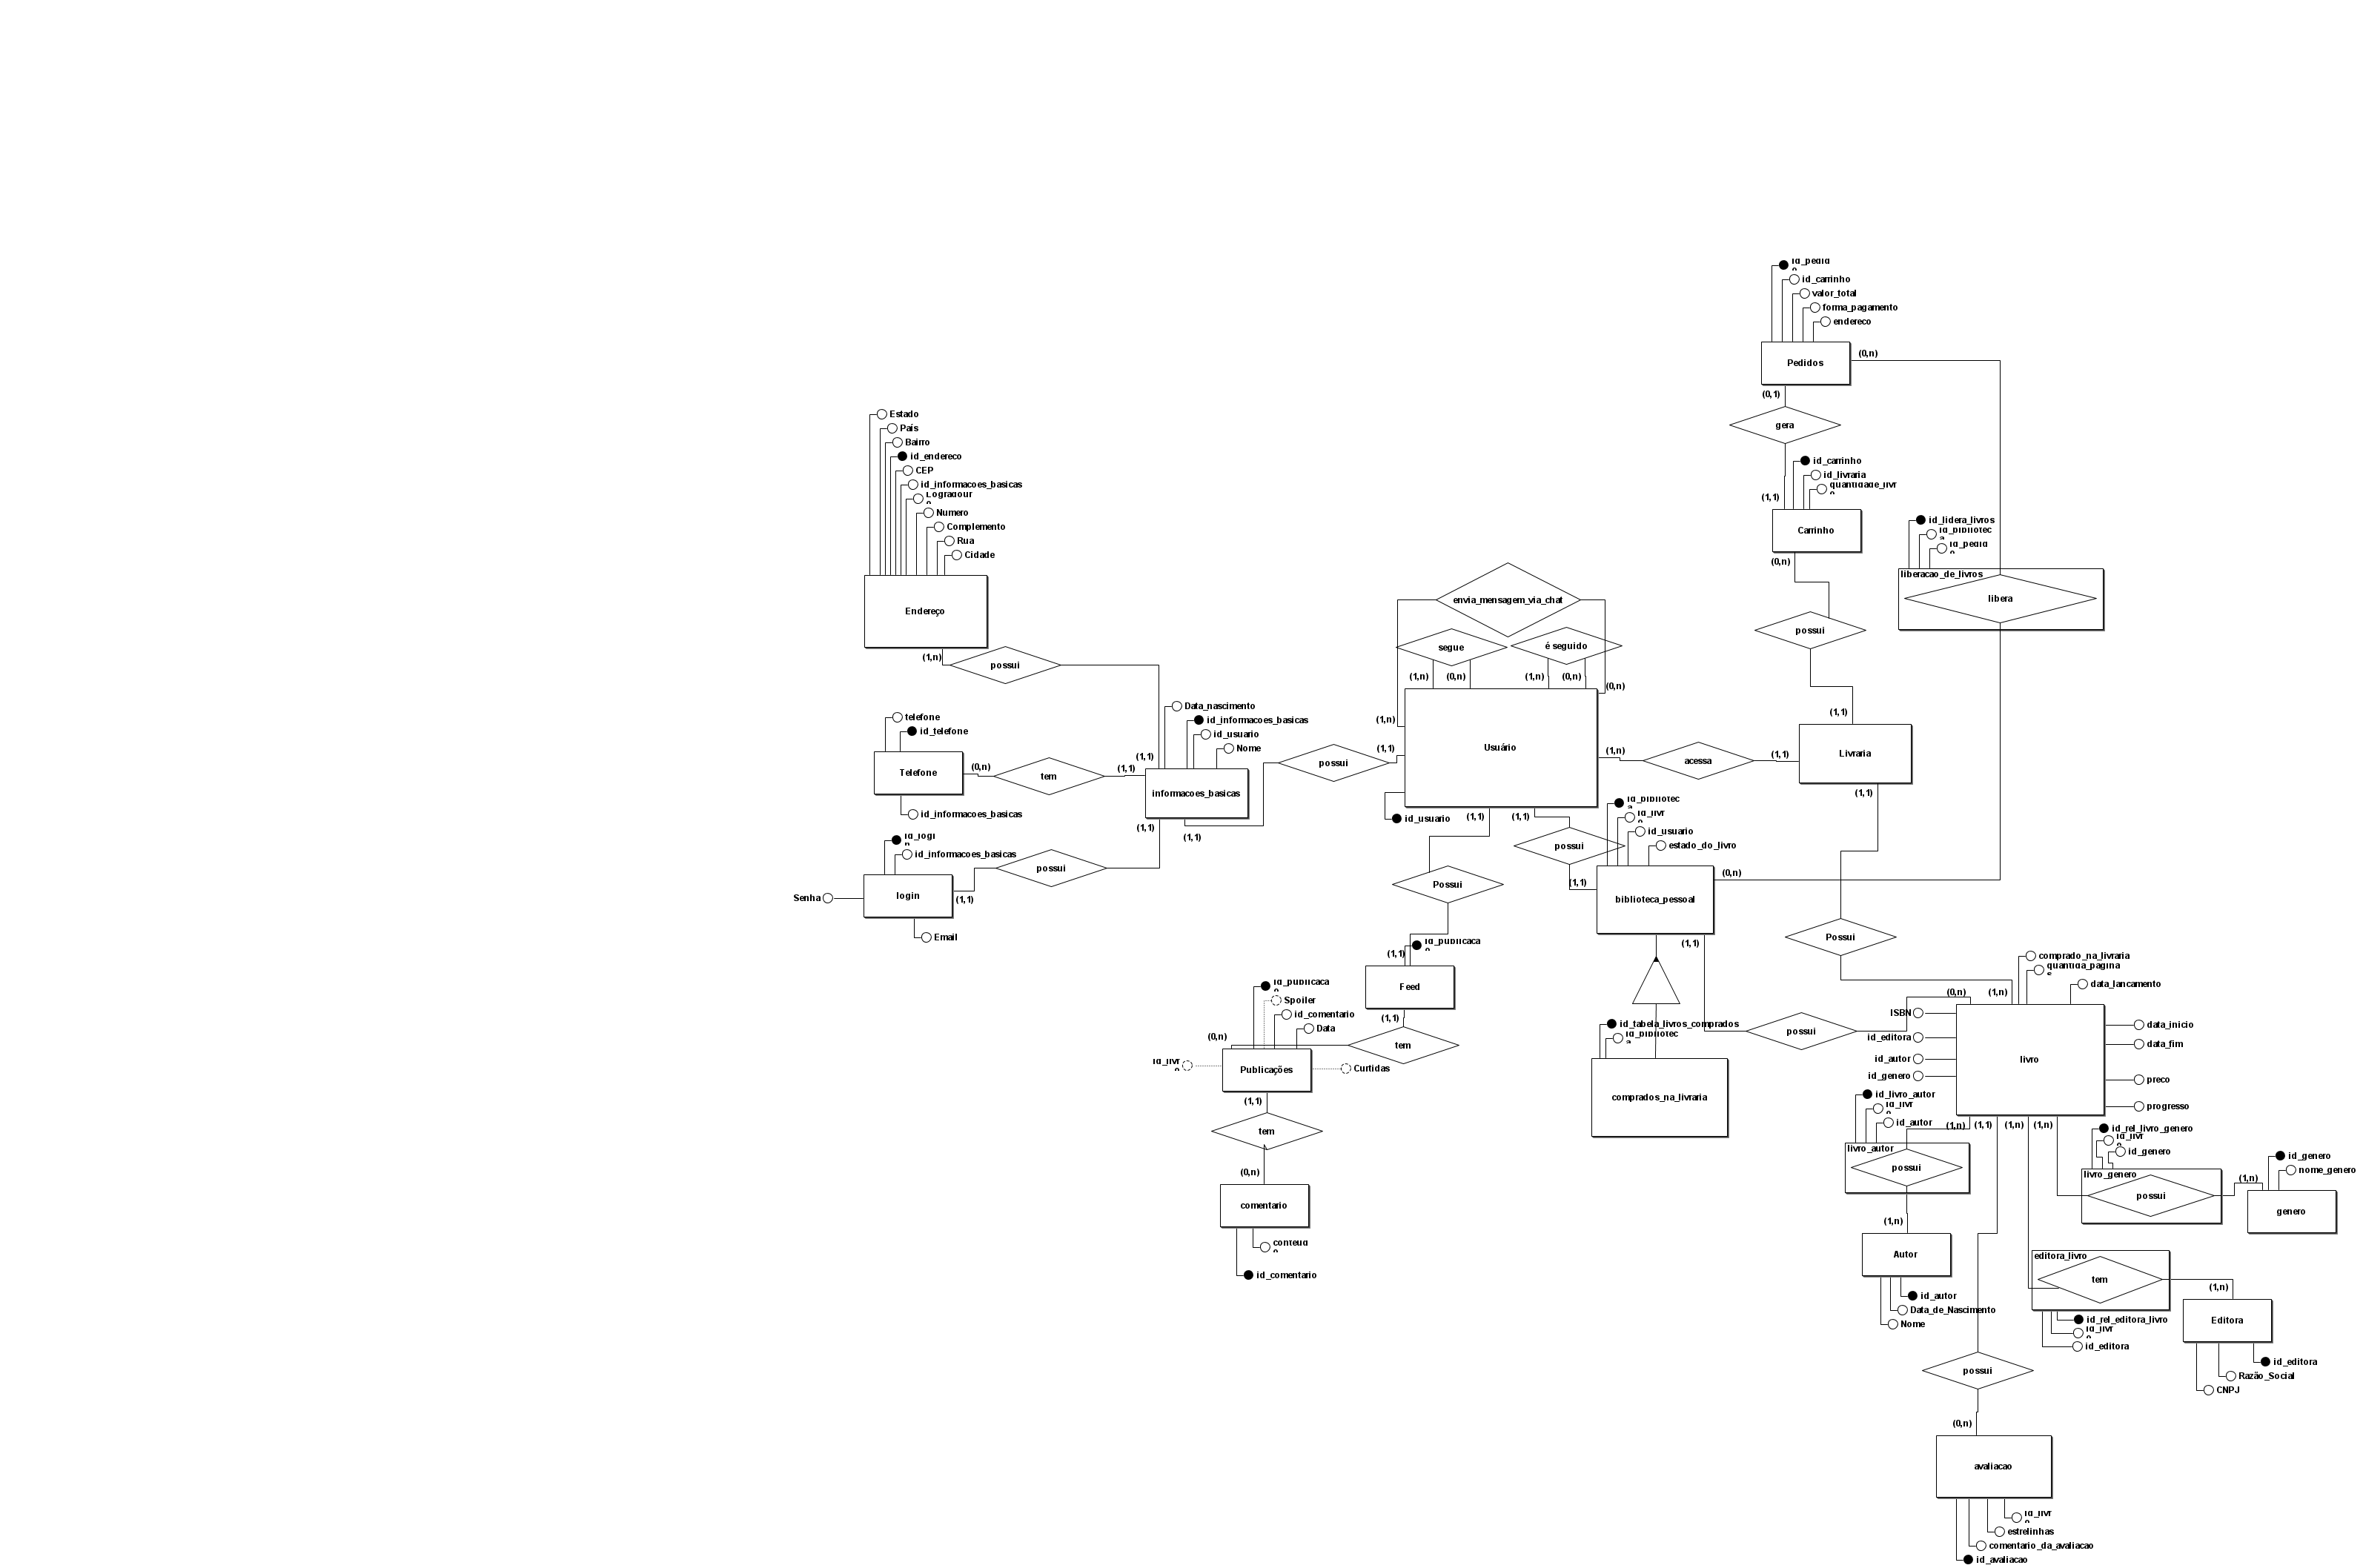 id_pedido
id_carrinho
valor_total
forma_pagamento
endereco
Pedidos
(0,n)
(0,1)
gera
id_carrinho
id_livraria
quantidade_livro
(1,1)
Carrinho
(0,n)
possui
(1,1)
id_lidera_livros
id_biblioteca
id_pedido
liberacao_de_livros
libera
Estado
País
Bairro
id_endereco
CEP
id_informacoes_basicas
Logradouro
Numero
Complemento
Rua
Cidade
Endereço
(1,n)
possui
(1,1)
telefone
id_telefone
Telefone
(0,n)
tem
(1,1)
id_informacoes_basicas
id_login
id_informacoes_basicas
login
Senha
Email
(1,1)
possui
(1,1)
Data_nascimento
id_informacoes_basicas
id_usuario
Nome
informacoes_basicas
(1,1)
possui
(1,1)
envia_mensagem_via_chat
segue
é seguido
(1,n)
(0,n)
(1,n)
(0,n)
(0,n)
(1,n)
Usuário
id_usuario
(1,n)
acessa
(1,1)
Livraria
(1,1)
(1,1)
(1,1)
possui
(1,1)
id_biblioteca
id_livro
id_usuario
estado_do_livro
biblioteca_pessoal
(0,n)
(1,1)
Possui
(1,1)
id_publicacao
Feed
(1,1)
tem
(0,n)
id_publicacao
Spoiler
id_comentario
Data
id_livro
Publicações
Curtidas
(1,1)
tem
(0,n)
comentario
conteudo
id_comentario
id_tabela_livros_comprados
id_biblioteca
comprados_na_livraria
possui
Possui
(0,n)
(1,n)
comprado_na_livraria
quantida_paginas
data_lancamento
ISBN
id_editora
id_autor
id_genero
livro
data_inicio
data_fim
preco
progresso
(1,n)
(1,1)
(1,n)
(1,n)
id_livro_autor
id_livro
id_autor
livro_autor
possui
(1,n)
Autor
id_autor
Data_de_Nascimento
Nome
id_rel_livro_genero
id_livro
id_genero
livro_genero
possui
(1,n)
id_genero
nome_genero
genero
editora_livro
tem
(1,n)
id_rel_editora_livro
id_livro
id_editora
Editora
id_editora
Razão_Social
CNPJ
possui
(0,n)
avaliacao
id_livro
estrelinhas
comentario_da_avaliacao
id_avaliacao